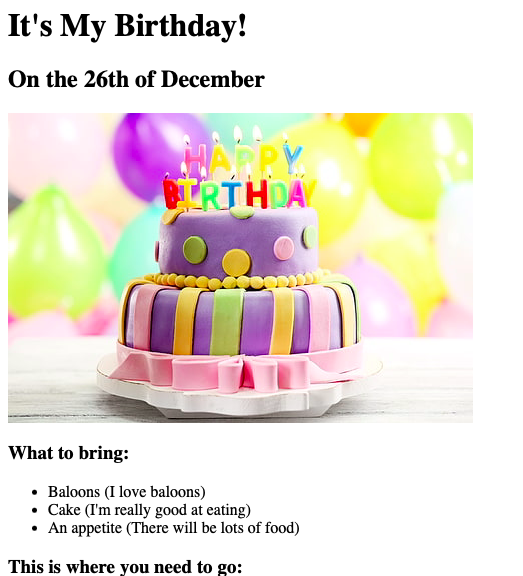 It's My Birthday!
On the 26th of December
HAPPY
BIRTHDAY
What to bring:
Baloons (I love baloons)
Cake (I'm really good at eating)
An appetite (There will be lots of food)
This is where you need to go: